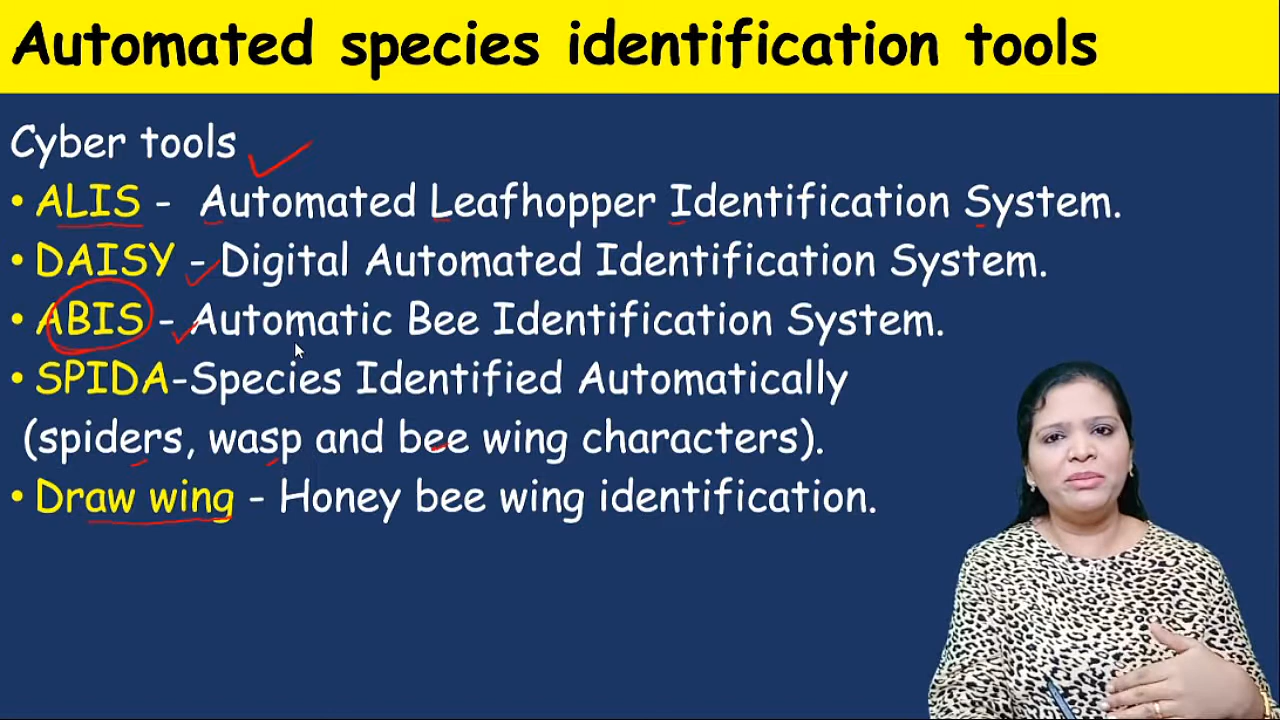 Automated species identification tools
Cyber tools
• ALIS - Automated Leafhopper Identification System.
• DAISY - Digital Automated Identification System.
• ABIS - Automatic Bee Identification System.
• SPIDA-Species Identified Automatically
(spiders, wasp and bee wing characters).
• Draw wing - Honey bee wing identification.